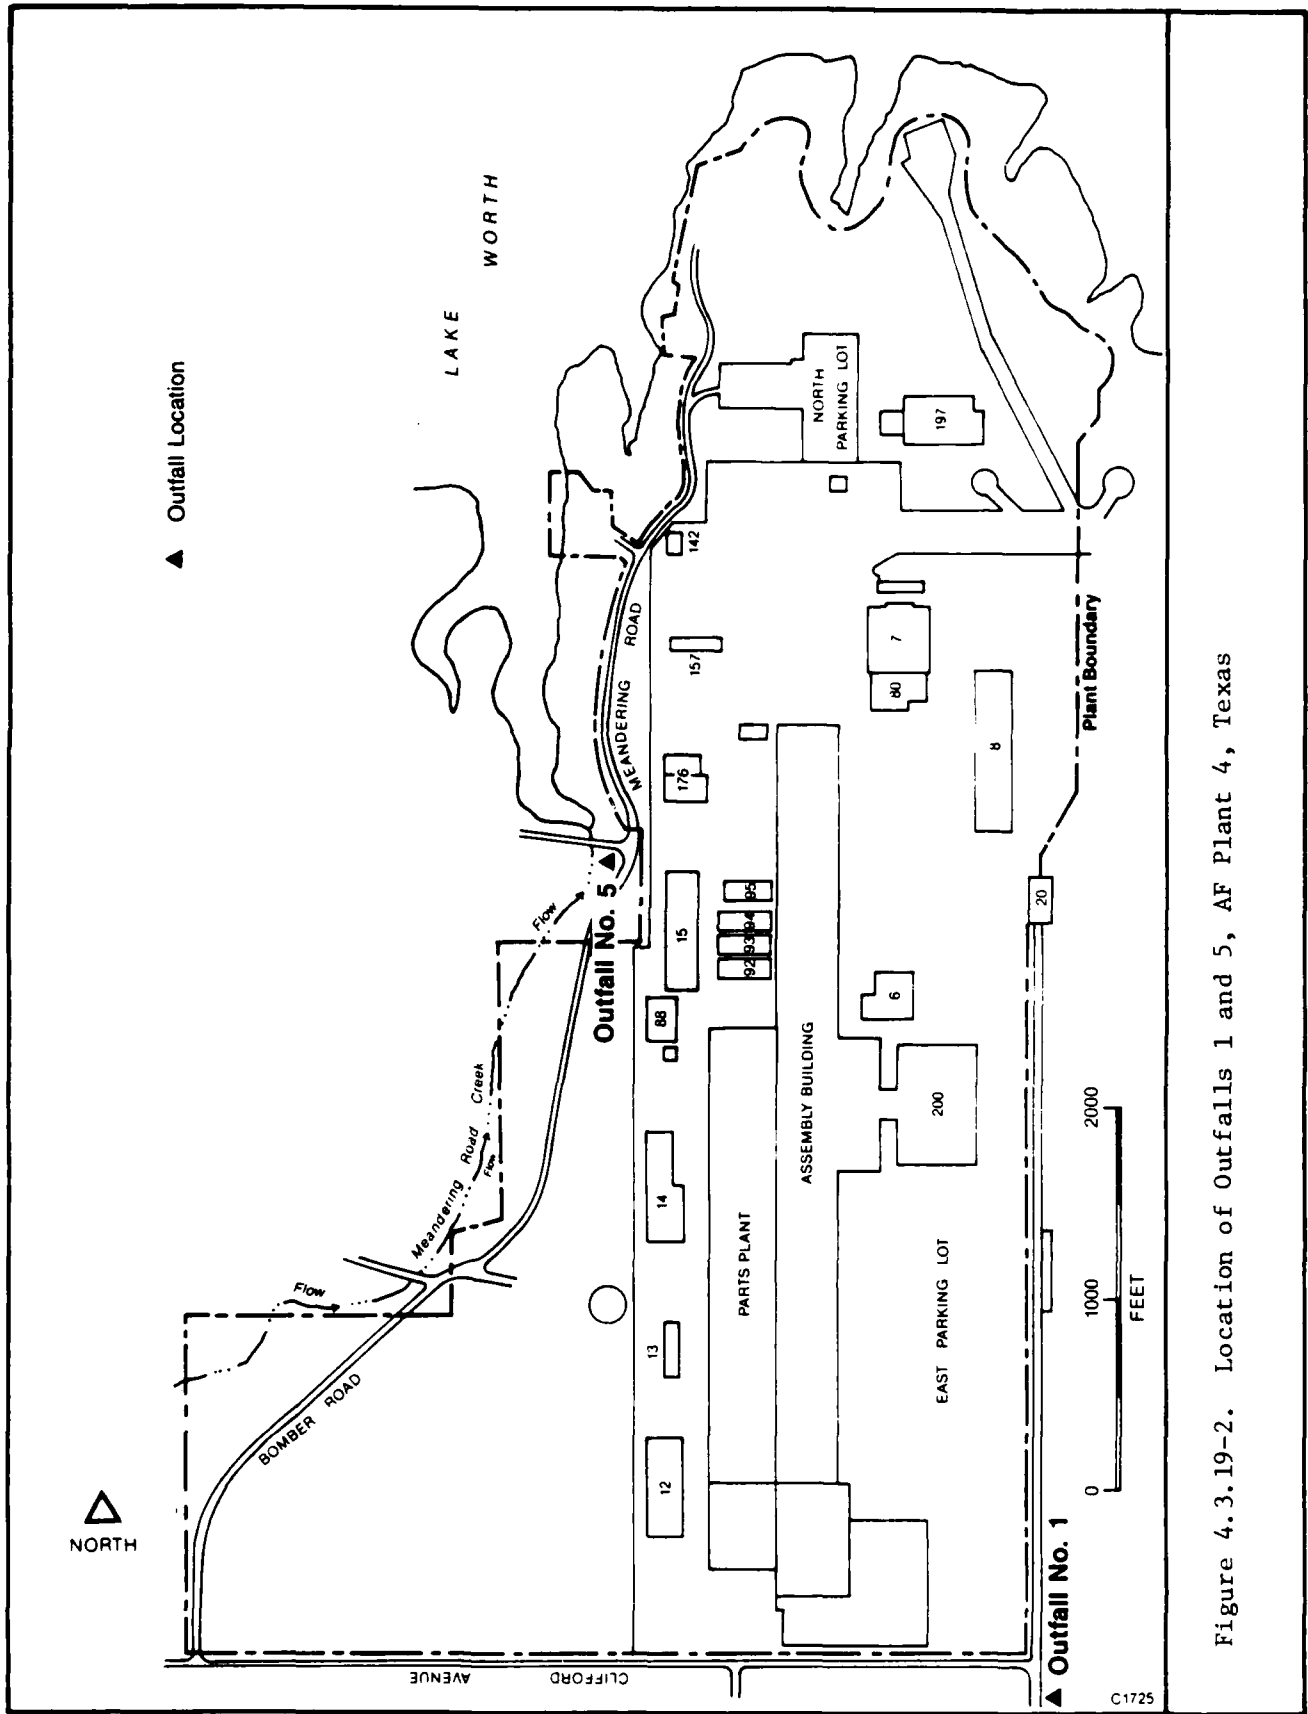 ▲ Outfall Location
LAKE
WORTH
NORTH
Flow
Meandering Road Creek
Flow
Flow
BOMBER ROAD
Outfall No. 5 ▲
MEANDERING ROAD
142
157
176
15
88
14
13
12
92
93
94
95
NORTH
PARKING LOT
197
7
80
8
Plant Boundary
20
6
200
ASSEMBLY BUILDING
PARTS PLANT
EAST PARKING LOT
CLIFFORD AVENUE
▲ Outfall No. 1
0 1000 2000
FEET
C1725
Figure 4.3.19-2. Location of Outfalls 1 and 5, AF Plant 4, Texas